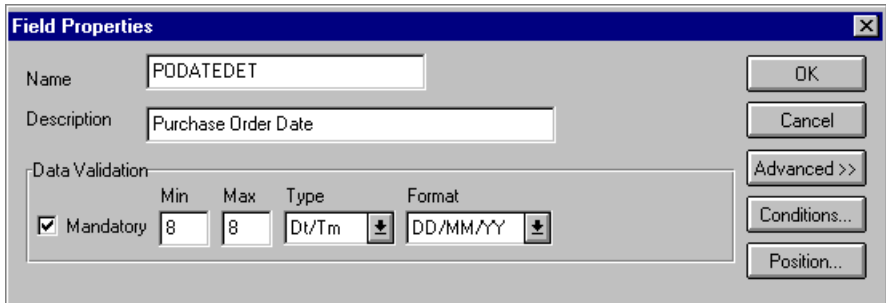 Field Properties
Name PODATEDET OK
Description Purchase Order Date Cancel
Data Validation Advanced >>
Min Max Type Format
Mandatory 8 8 Dt/Tm DD/MM/YY Conditions...
Position...